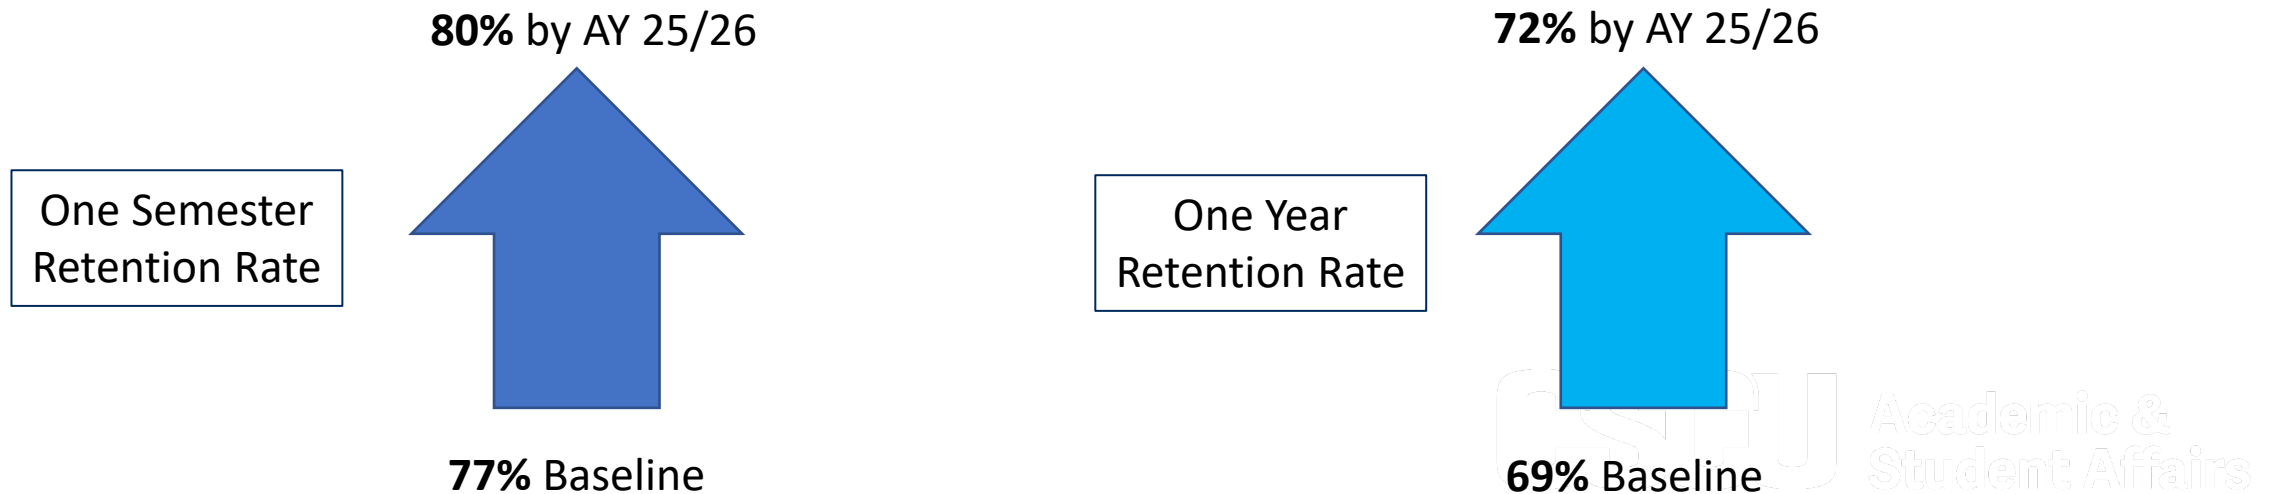 80% by AY 25/26
One Semester
Retention Rate
77% Baseline
72% by AY 25/26
One Year
Retention Rate
69% Baseline
Academic &
Student Affairs